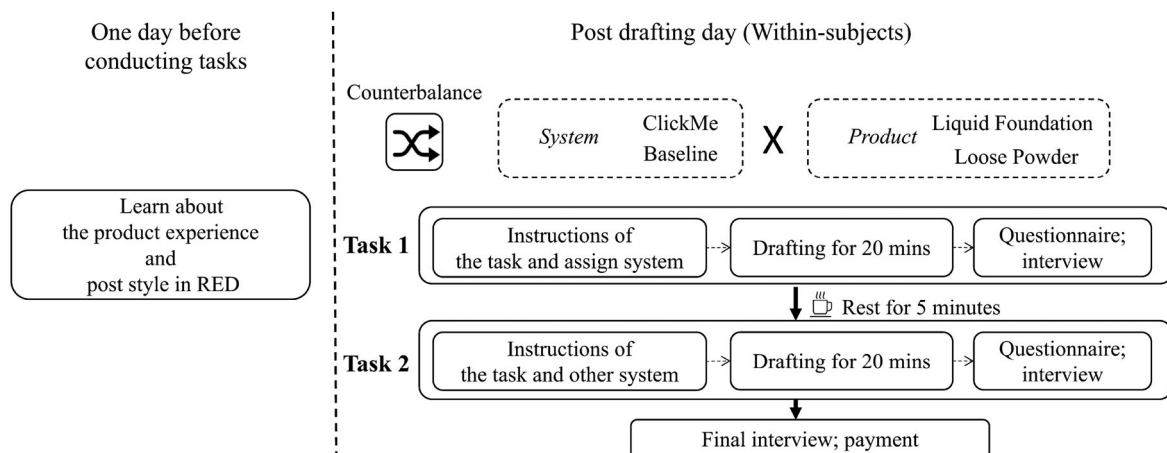 One day before
conducting tasks
Learn about
the product experience
and
post style in RED
Post drafting day (Within-subjects)
Counterbalance
System
ClickMe
Baseline
X
Product
Liquid Foundation
Loose Powder
Task 1
Instructions of
the task and assign system
Drafting for 20 mins
Questionnaire;
interview
Rest for 5 minutes
Task 2
Instructions of
the task and other system
Drafting for 20 mins
Questionnaire;
interview
Final interview; payment